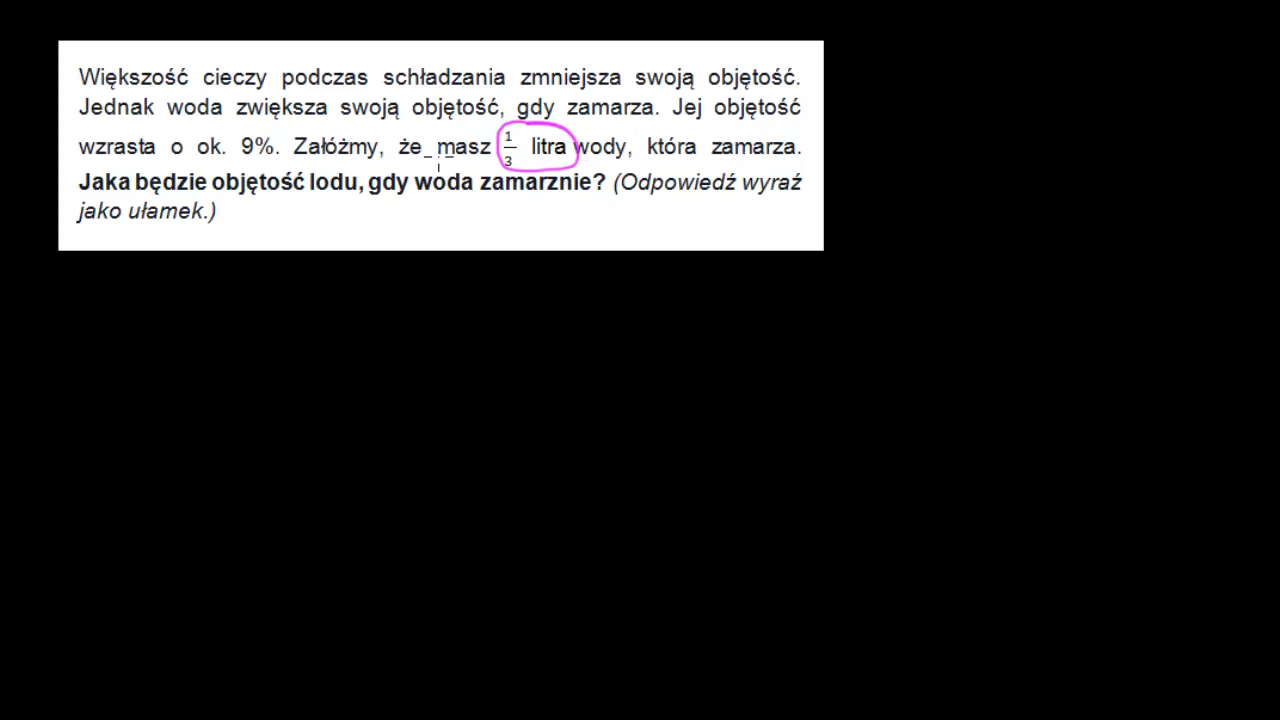 Większość cieczy podczas schładzania zmniejsza swoją objętość.
Jednak woda zwiększa swoją objętość, gdy zamarza. Jej objętość
wzrasta o ok. 9%. Załóżmy, że masz 1/3 litra wody, która zamarza.
Jaka będzie objętość lodu, gdy woda zamarznie? (Odpowiedź wyraź
jako ułamek.)